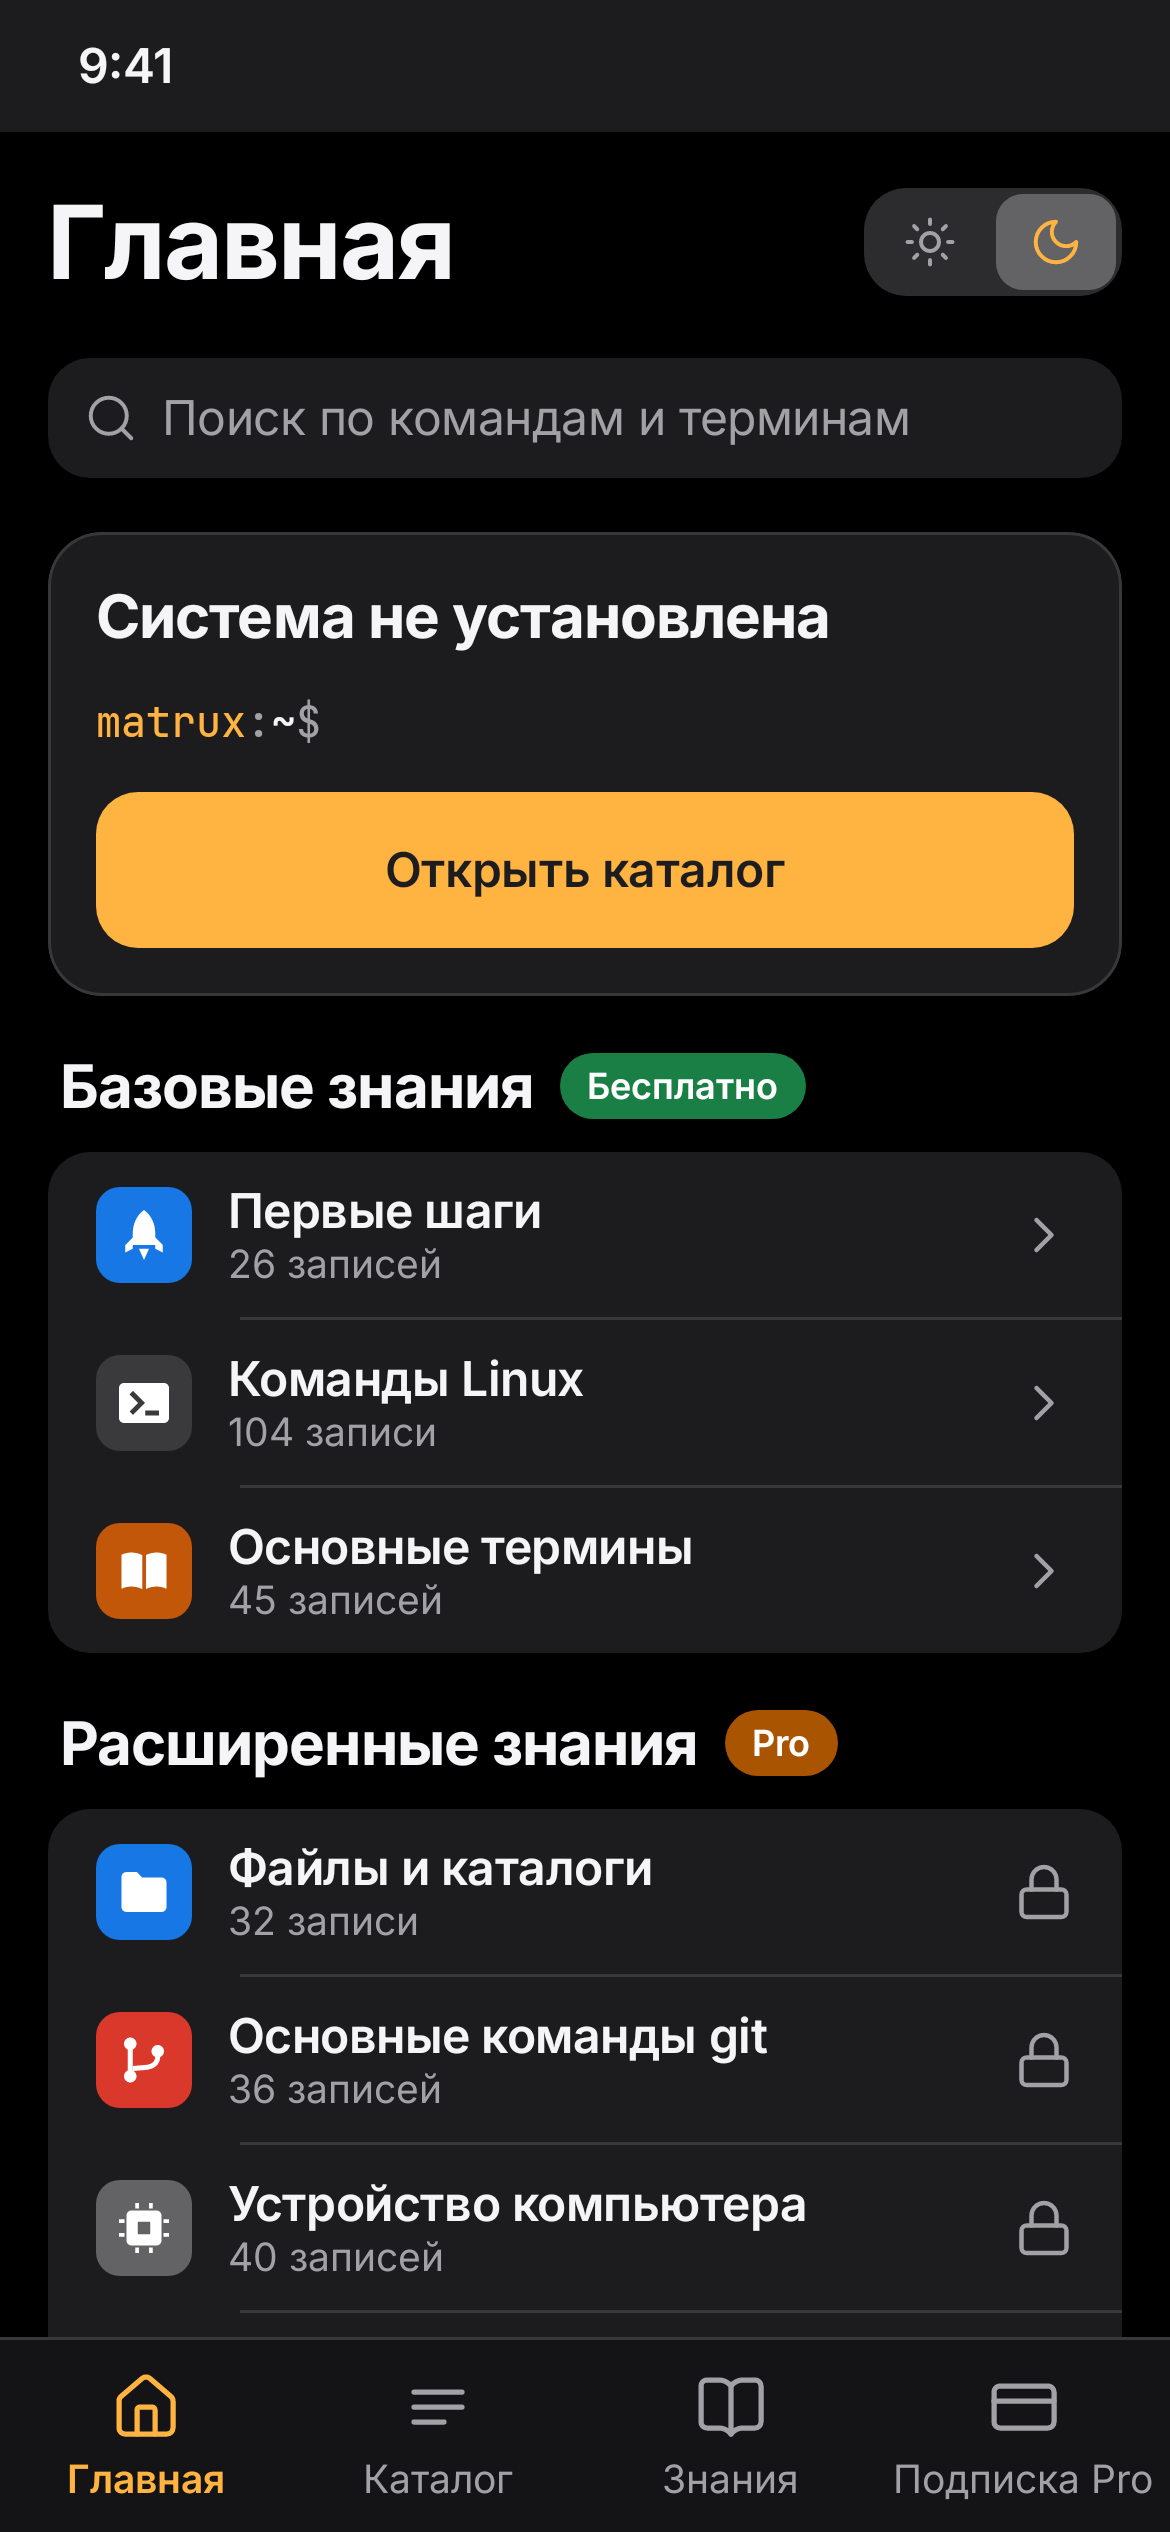 9:41
Главная
Поиск по командам и терминам
Система не установлена
matrux:~$
Открыть каталог
Базовые знания
Бесплатно
Первые шаги
26 записей
Команды Linux
104 записи
Основные термины
45 записей
Расширенные знания
Pro
Файлы и каталоги
32 записи
Основные команды git
36 записей
Устройство компьютера
40 записей
Главная
Каталог
Знания
Подписка Pro